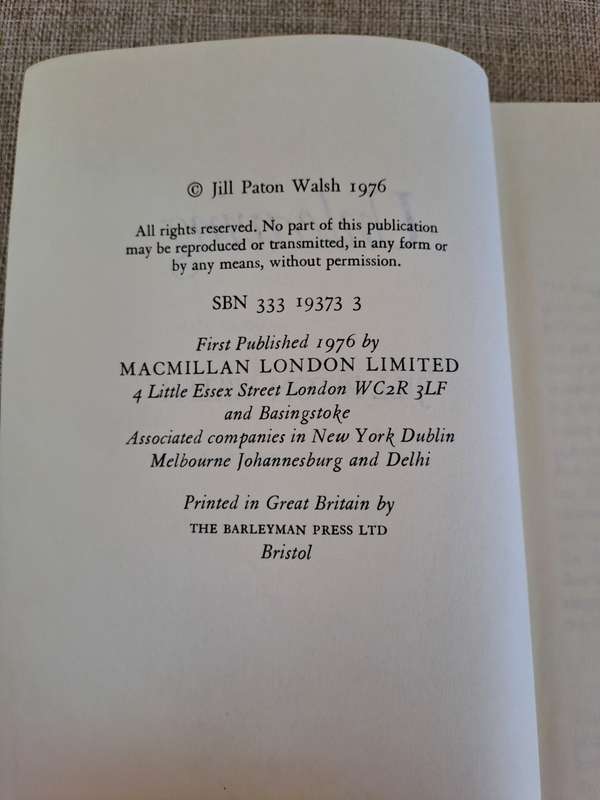 © Jill Paton Walsh 1976
All rights reserved. No part of this publication
may be reproduced or transmitted, in any form or
by any means, without permission.
SBN 333 19373 3
First Published 1976 by
MACMILLAN LONDON LIMITED
4 Little Essex Street London WC2R 3LF
and Basingstoke
Associated companies in New York Dublin
Melbourne Johannesburg and Delhi
Printed in Great Britain by
THE BARLEYMAN PRESS LTD
Bristol